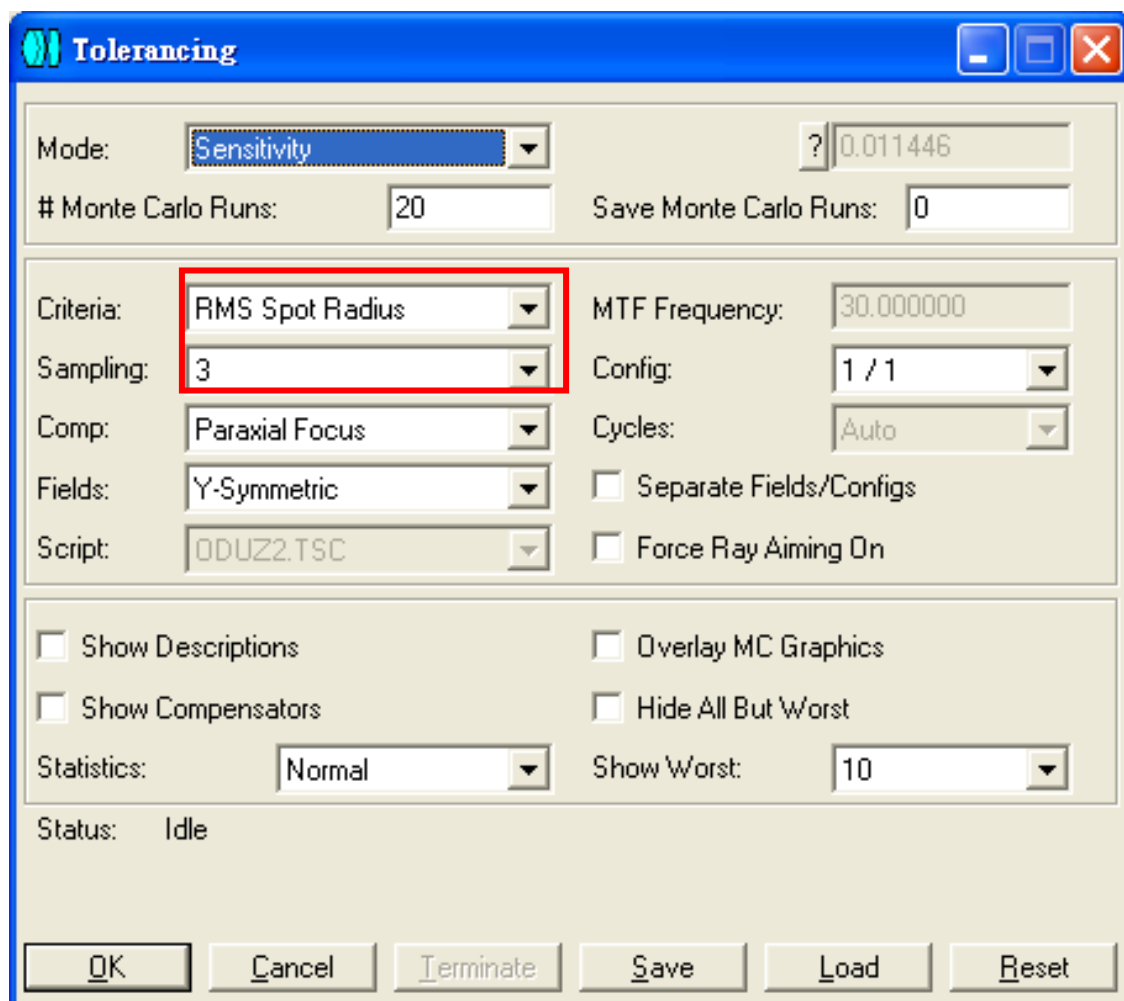 Tolerancing
Mode: Sensitivity ? 0.011446
# Monte Carlo Runs: 20 Save Monte Carlo Runs: 0
Criteria: RMS Spot Radius MTF Frequency: 30.000000
Sampling: 3 Config: 1 / 1
Comp: Paraxial Focus Cycles: Auto
Fields: Y-Symmetric Separate Fields/Configs
Script: ODUZ2.TSC Force Ray Aiming On
Show Descriptions Overlay MC Graphics
Show Compensators Hide All But Worst
Statistics: Normal Show Worst: 10
Status: Idle
OK Cancel Terminate Save Load Reset